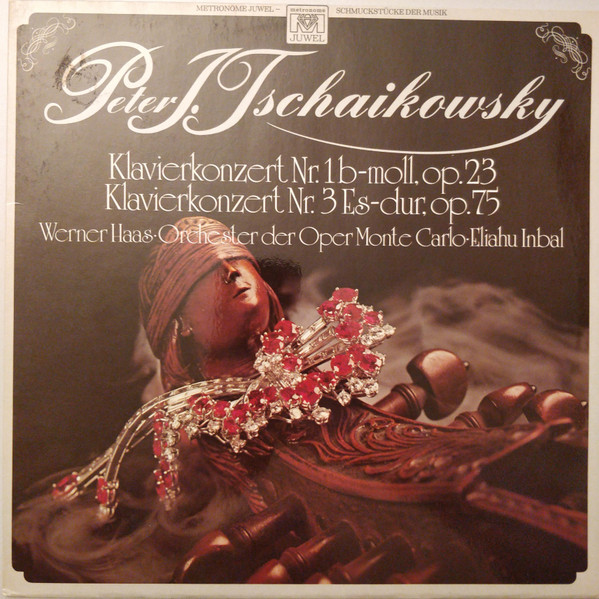 METRONOME JUWEL – SCHMUCKSTÜCKE DER MUSIK
metronome
M
JUWEL
Peter J. Tschaikowsky
Klavierkonzert Nr. 1 b-moll, op. 23
Klavierkonzert Nr. 3 Es-dur, op. 75
Werner Haas · Orchester der Oper Monte Carlo · Eliahu Inbal